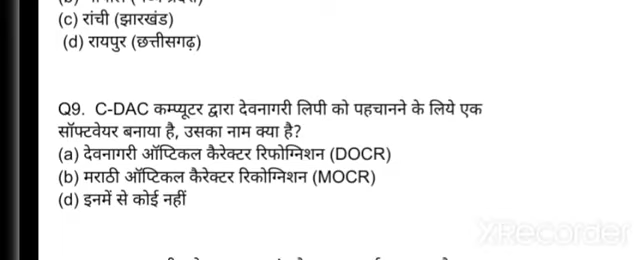 (c) रांची (झारखंड)
(d) रायपुर (छत्तीसगढ़)
Q9. C-DAC कम्प्यूटर द्वारा देवनागरी लिपी को पहचानने के लिये एक
सॉफ्टवेयर बनाया है, उसका नाम क्या है?
(a) देवनागरी ऑप्टिकल कैरेक्टर रिफोग्निशन (DOCR)
(b) मराठी ऑप्टिकल कैरेक्टर रिकोग्निशन (MOCR)
(d) इनमें से कोई नहीं
XRecorder